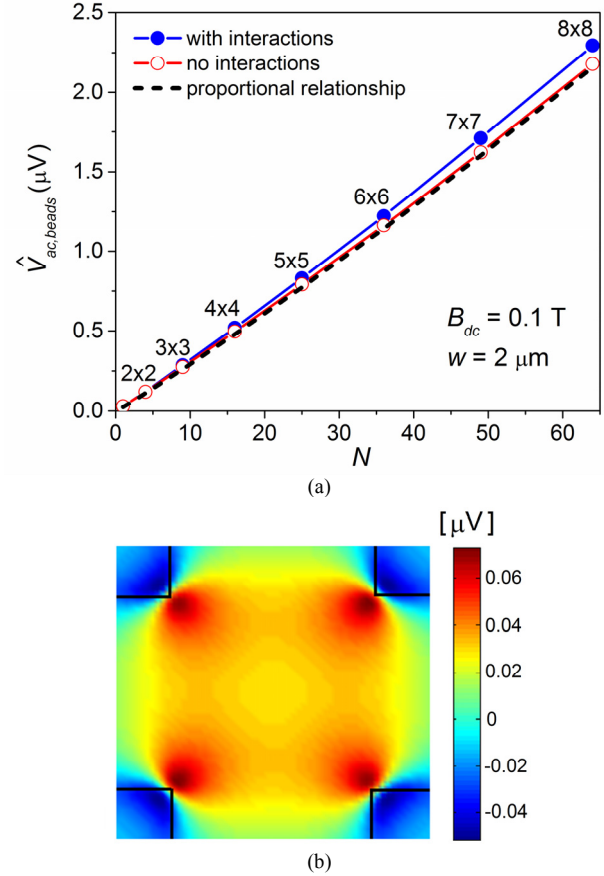 with interactions
no interactions
proportional relationship
V̂ac,beads (μV)
2.5
2.0
1.5
1.0
0.5
0.0
2x2
3x3
4x4
5x5
6x6
7x7
8x8
Bdc = 0.1 T
w = 2 μm
0 10 20 30 40 50 60
N
(a)
[μV]
0.06
0.04
0.02
0
-0.02
-0.04
(b)